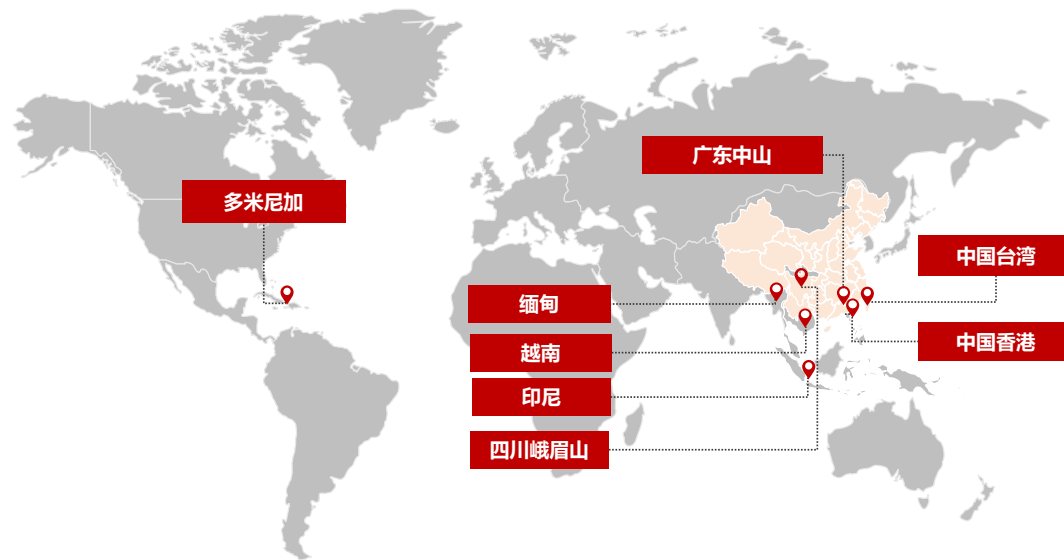 广东中山
多米尼加
中国台湾
缅甸
中国香港
越南
印尼
四川峨眉山